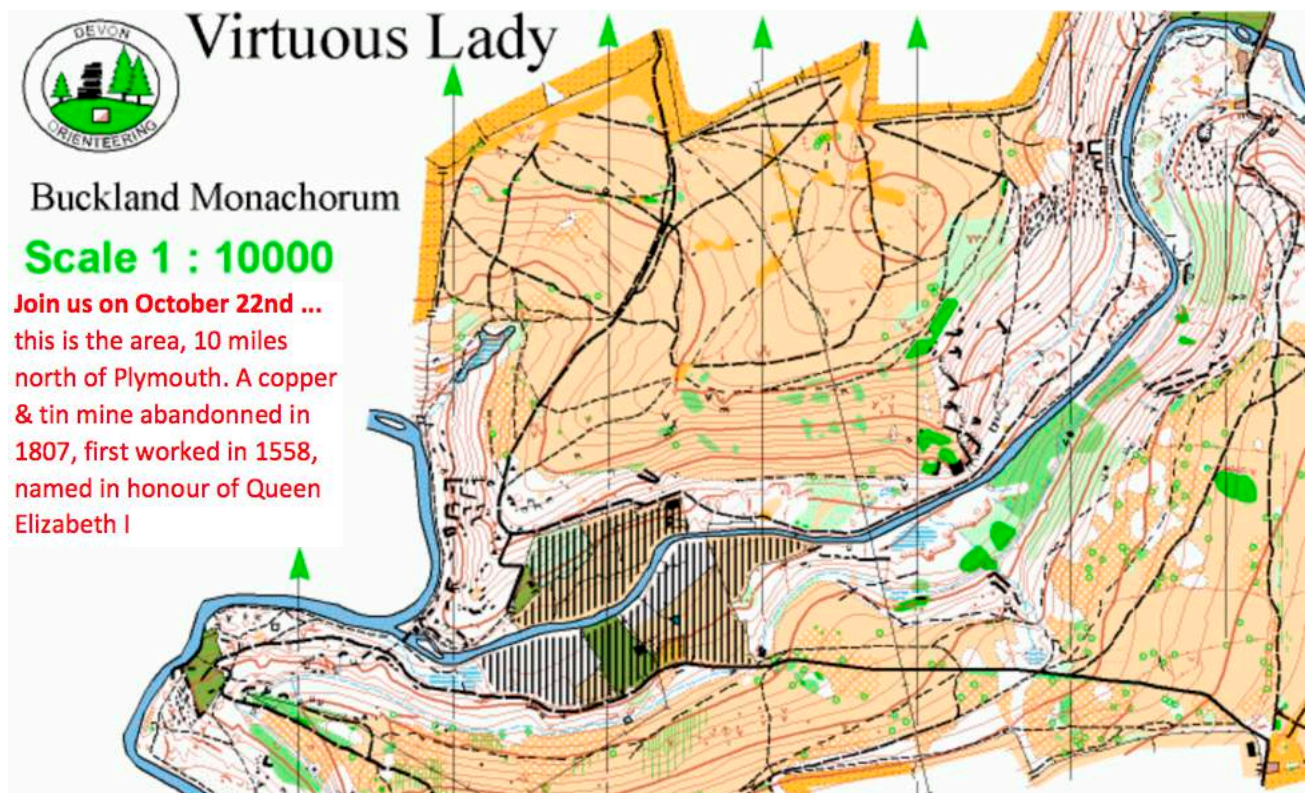 DEVON
ORIENTEERING
Virtuous Lady
Buckland Monachorum
Scale 1 : 10000
Join us on October 22nd ...
this is the area, 10 miles
north of Plymouth. A copper
& tin mine abandonned in
1807, first worked in 1558,
named in honour of Queen
Elizabeth I